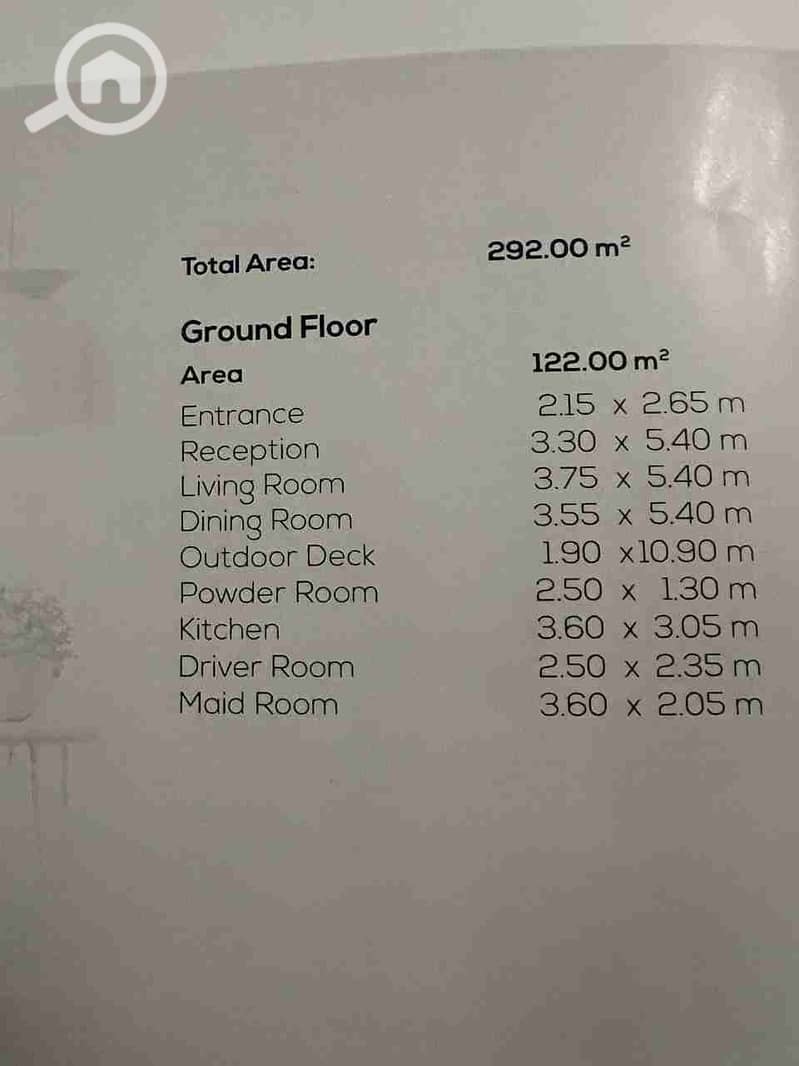 Total Area: 292.00 m²
Ground Floor
Area 122.00 m²
Entrance 2.15 x 2.65 m
Reception 3.30 x 5.40 m
Living Room 3.75 x 5.40 m
Dining Room 3.55 x 5.40 m
Outdoor Deck 1.90 x10.90 m
Powder Room 2.50 x 1.30 m
Kitchen 3.60 x 3.05 m
Driver Room 2.50 x 2.35 m
Maid Room 3.60 x 2.05 m